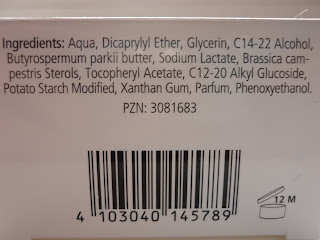 Ingredients: Aqua, Dicaprylyl Ether, Glycerin, C14-22 Alcohol,
Butyrospermum parkii butter, Sodium Lactate, Brassica cam-
pestris Sterols, Tocopheryl Acetate, C12-20 Alkyl Glucoside,
Potato Starch Modified, Xanthan Gum, Parfum, Phenoxyethanol.
PZN: 3081683
4 103040 145789
12 M